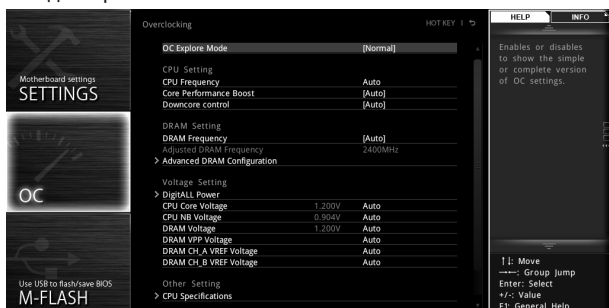 Overclocking
HOT KEY
HELP
INFO
OC Explore Mode [Normal]
CPU Setting
CPU Frequency Auto
Core Performance Boost [Auto]
Downcore control [Auto]
DRAM Setting
DRAM Frequency [Auto]
Adjusted DRAM Frequency 2400MHz
> Advanced DRAM Configuration
Voltage Setting
> DigitALL Power
CPU Core Voltage 1.200V Auto
CPU NB Voltage 0.904V Auto
DRAM Voltage 1.200V Auto
DRAM VPP Voltage Auto
DRAM CH_A VREF Voltage Auto
DRAM CH_B VREF Voltage Auto
Other Setting
> CPU Specifications
Motherboard settings
SETTINGS
OC
Use USB to flash/save BIOS
M-FLASH
Enables or disables
to show the simple
or complete version
of OC settings.
↑↓: Move
→←: Group Jump
Enter: Select
+/-: Value
F1: General Help